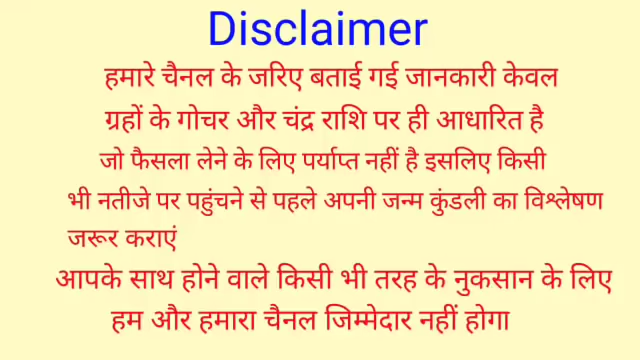 Disclaimer
हमारे चैनल के जरिए बताई गई जानकारी केवल
ग्रहों के गोचर और चंद्र राशि पर ही आधारित है
जो फैसला लेने के लिए पर्याप्त नहीं है इसलिए किसी
भी नतीजे पर पहुंचने से पहले अपनी जन्म कुंडली का विश्लेषण
जरूर कराएं
आपके साथ होने वाले किसी भी तरह के नुकसान के लिए
हम और हमारा चैनल जिम्मेदार नहीं होगा